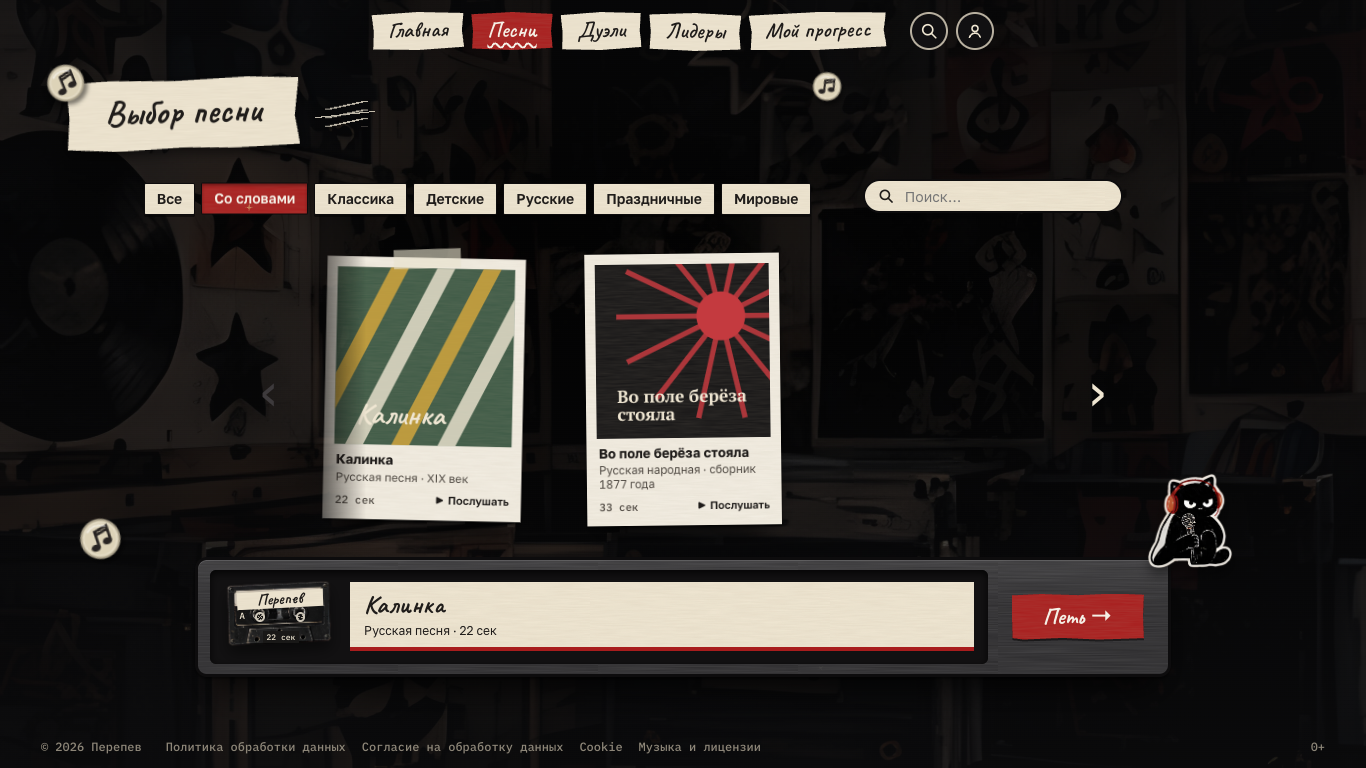 Главная Песни Дуэли Лидеры Мой прогресс
Выбор песни
Все Со словами Классика Детские Русские Праздничные Мировые Поиск...
Калинка
Во поле берёза
стояла
Калинка
Русская песня · XIX век
22 сек ▶ Послушать
Во поле берёза стояла
Русская народная · сборник
1877 года
33 сек ▶ Послушать
Перепев
A
22 сек
Калинка
Русская песня · 22 сек
Петь →
© 2026 Перепев Политика обработки данных Согласие на обработку данных Cookie Музыка и лицензии 0+